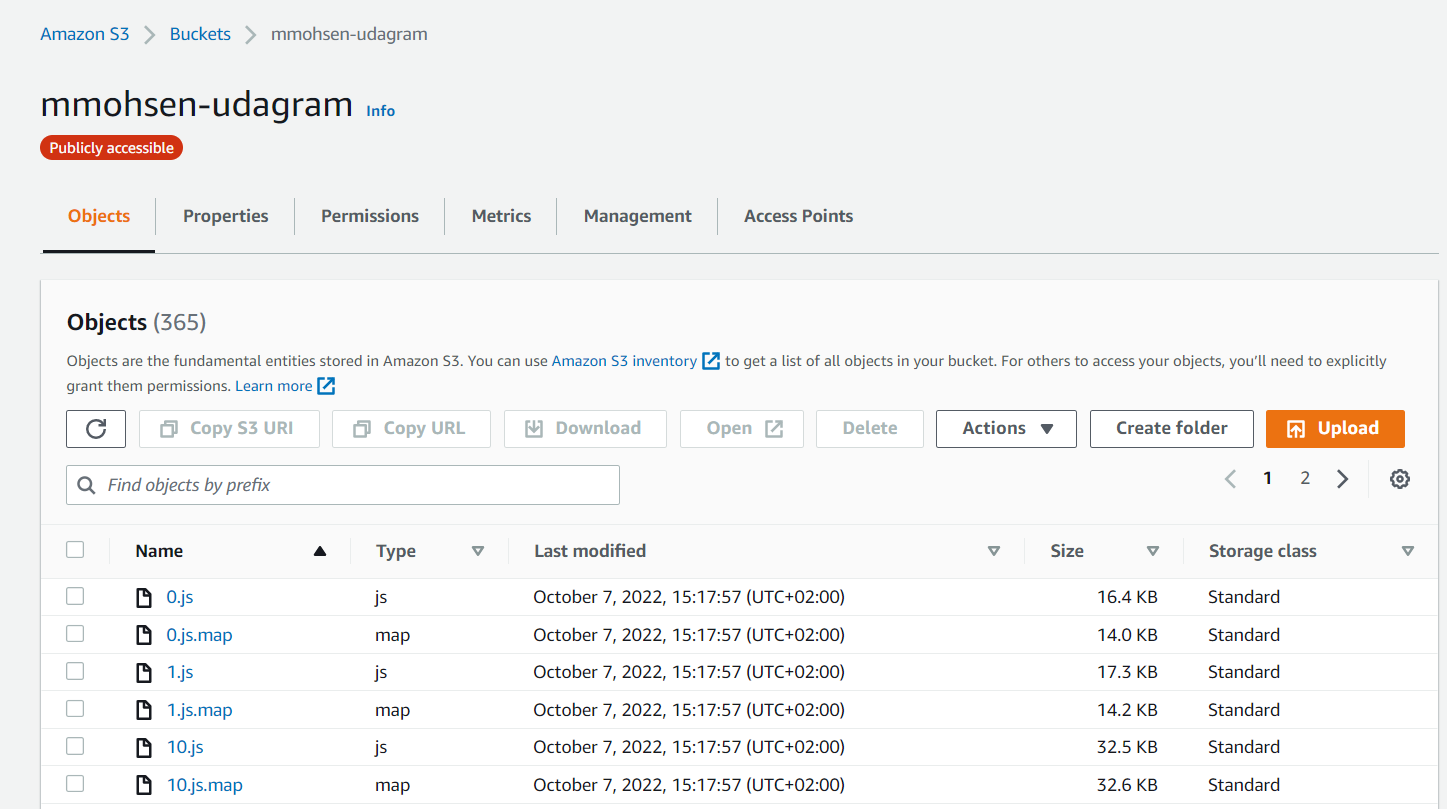 Amazon S3 Buckets mmohsen-udagram
mmohsen-udagram Info
Publicly accessible
Objects Properties Permissions Metrics Management Access Points
Objects (365)
Objects are the fundamental entities stored in Amazon S3. You can use Amazon S3 inventory to get a list of all objects in your bucket. For others to access your objects, you’ll need to explicitly
grant them permissions. Learn more
Copy S3 URI Copy URL Download Open Delete Actions Create folder Upload
Find objects by prefix 1 2
Name Type Last modified Size Storage class
0.js js October 7, 2022, 15:17:57 (UTC+02:00) 16.4 KB Standard
0.js.map map October 7, 2022, 15:17:57 (UTC+02:00) 14.0 KB Standard
1.js js October 7, 2022, 15:17:57 (UTC+02:00) 17.3 KB Standard
1.js.map map October 7, 2022, 15:17:57 (UTC+02:00) 14.2 KB Standard
10.js js October 7, 2022, 15:17:57 (UTC+02:00) 32.5 KB Standard
10.js.map map October 7, 2022, 15:17:57 (UTC+02:00) 32.6 KB Standard